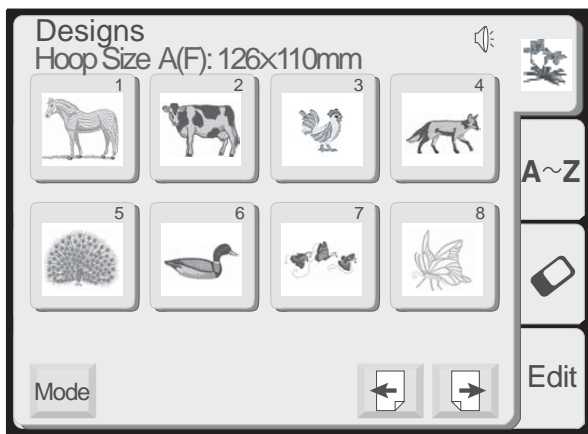 Designs
Hoop Size A(F): 126×110mm
1 2 3 4
5 6 7 8
A~Z
Mode
Edit